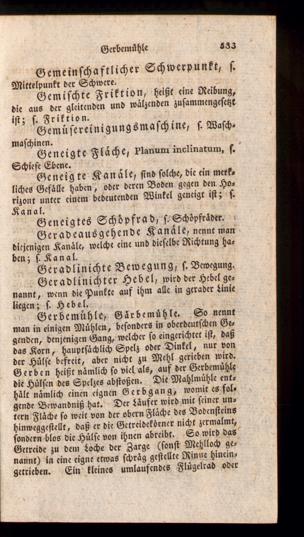 Gerbemühle 533
Gemeinschaftlicher Schwerpunkt, s.
Mittelpunkt der Schwere.
Gemischte Friktion, heißt eine Reibung,
die aus der gleitenden und wälzenden zusammengesetzt
ist; s. Friktion.
Gemüsereinigungsmaschine, s. Wasch-
maschinen.
Geneigte Fläche, Planum inclinatum, s.
Schiefe Ebene.
Geneigte Kanäle, sind solche, die ein merk-
liches Gefälle haben, oder deren Boden gegen den Ho-
rizont unter einem bedeutenden Winkel geneigt ist; s.
Kanal.
Geneigtes Schöpfrad, s. Schöpfräder.
Geradeausgehende Kanäle, nennt man
diejenigen Kanäle, welche eine und dieselbe Richtung ha-
ben; s. Kanal.
Geradlinichte Bewegung, s. Bewegung.
Geradlinichter Hebel, wird der Hebel ge-
nannt, wenn die Punkte auf ihm alle in gerader Linie
liegen; s. Hebel.
Gerbemühle, Gärbemühle. So nennt
man in einigen Mühlen, besonders in oberdeutschen Ge-
genden, denjenigen Gang, welcher so eingerichtet ist, daß
das Korn, hauptsächlich Spelz oder Dinkel, nur von
der Hülse befreit, aber nicht zu Mehl gerieben wird.
Gerben heißt nämlich so viel als, auf der Gerbemühle
die Hülsen des Spelzes abstoßen. Die Mahlmühle ent-
hält nämlich einen eignen Gerbgang, womit es fol-
gende Bewandniß hat. Der Läufer wird mit seiner un-
tern Fläche so weit von der obern Fläche des Bodensteins
hinweggestellt, daß er die Getreidekörner nicht zermalmt,
sondern blos die Hülse von ihnen abreibt. So wird das
Getreide zu dem Loche der Zarge (sonst Mehlloch ge-
nannt) in eine eigne etwas schräg gestellte Rinne hinein-
getrieben. Ein kleines umlaufendes Flügelrad oder